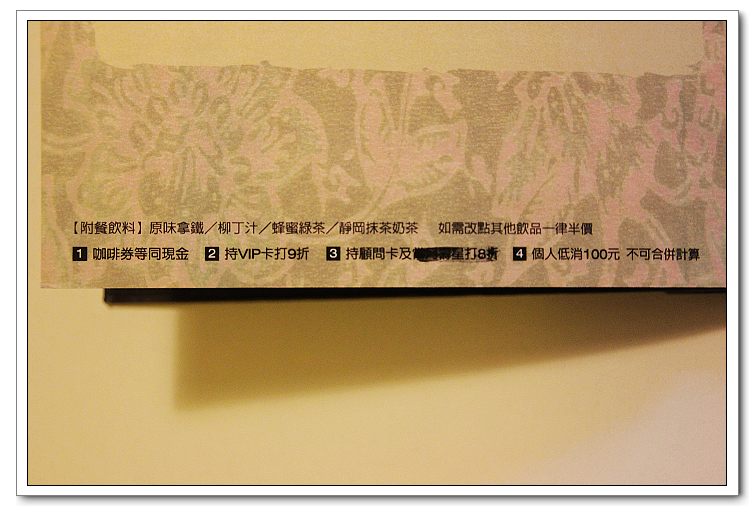 【附餐飲料】原味拿鐵／柳丁汁／蜂蜜綠茶／靜岡抹茶奶茶 如需改點其他飲品一律半價
1 咖啡券等同現金 2 持VIP卡打9折 3 持顧問卡及壽星打8折 4 個人低消100元 不可合併計算